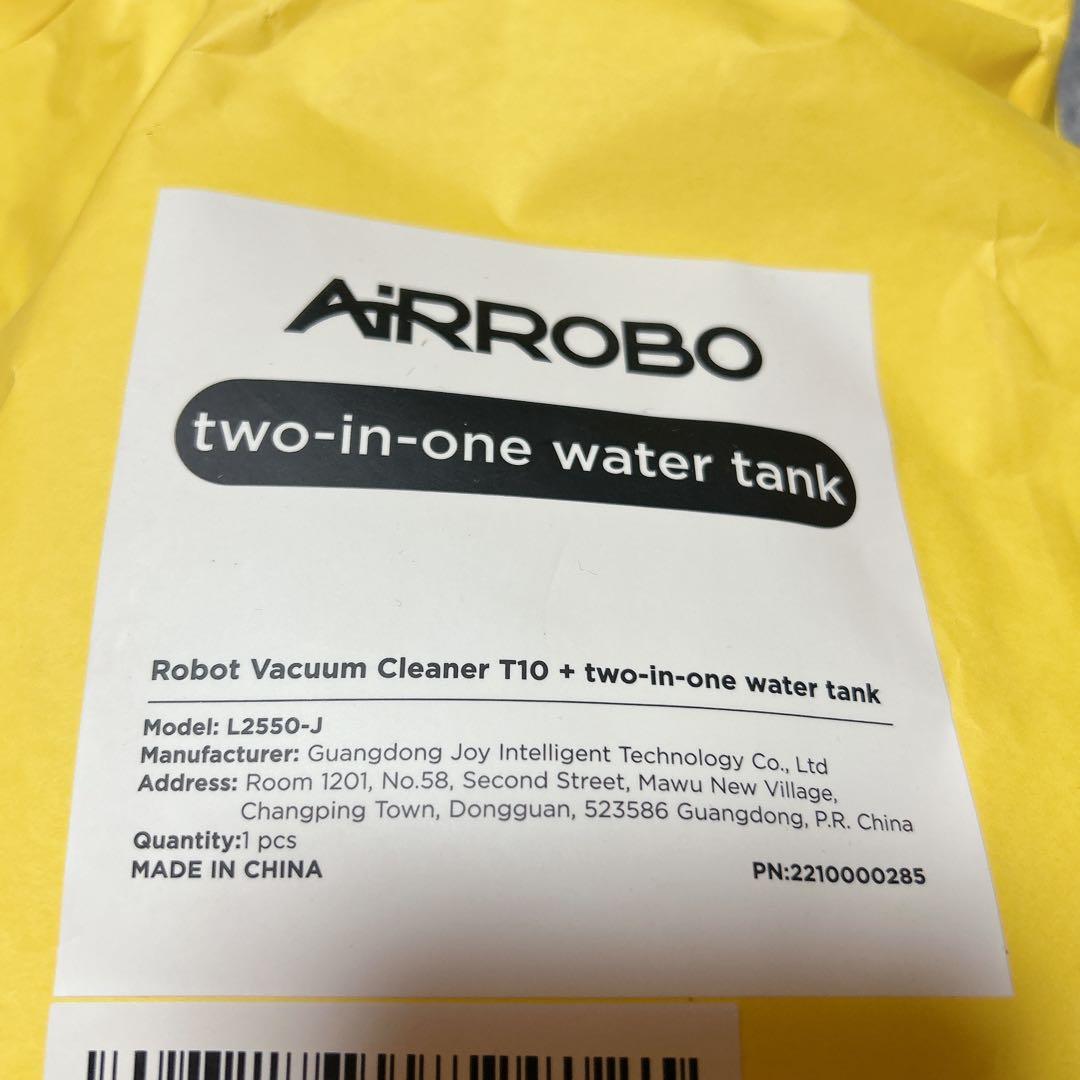 AiRROBO
two-in-one water tank
Robot Vacuum Cleaner T10 + two-in-one water tank
Model: L2550-J
Manufacturer: Guangdong Joy Intelligent Technology Co., Ltd
Address: Room 1201, No.58, Second Street, Mawu New Village,
Changping Town, Dongguan, 523586 Guangdong, P.R. China
Quantity:1 pcs
MADE IN CHINA
PN:2210000285